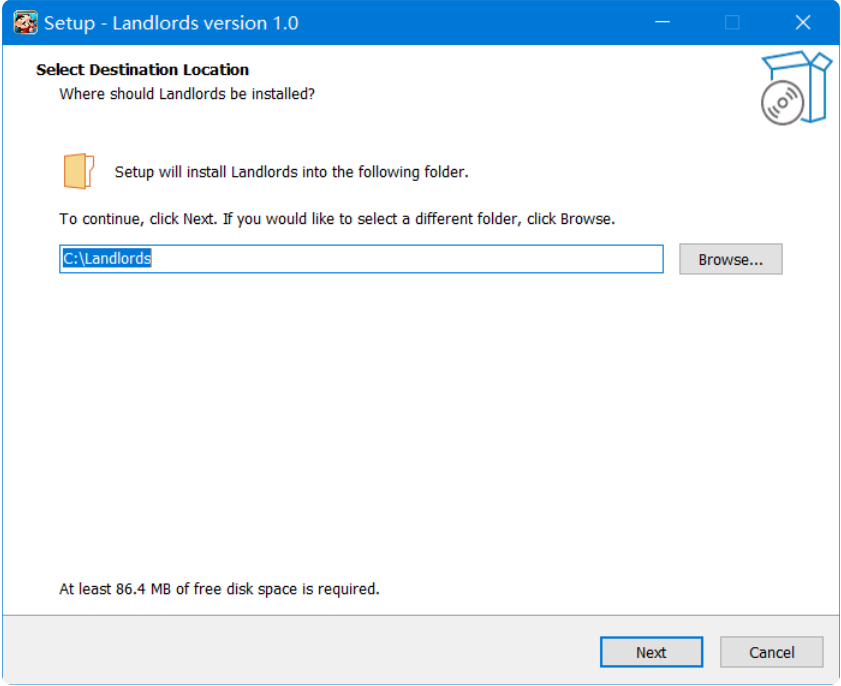 Setup - Landlords version 1.0
Select Destination Location
Where should Landlords be installed?
Setup will install Landlords into the following folder.
To continue, click Next. If you would like to select a different folder, click Browse.
C:\Landlords
Browse...
At least 86.4 MB of free disk space is required.
Next
Cancel